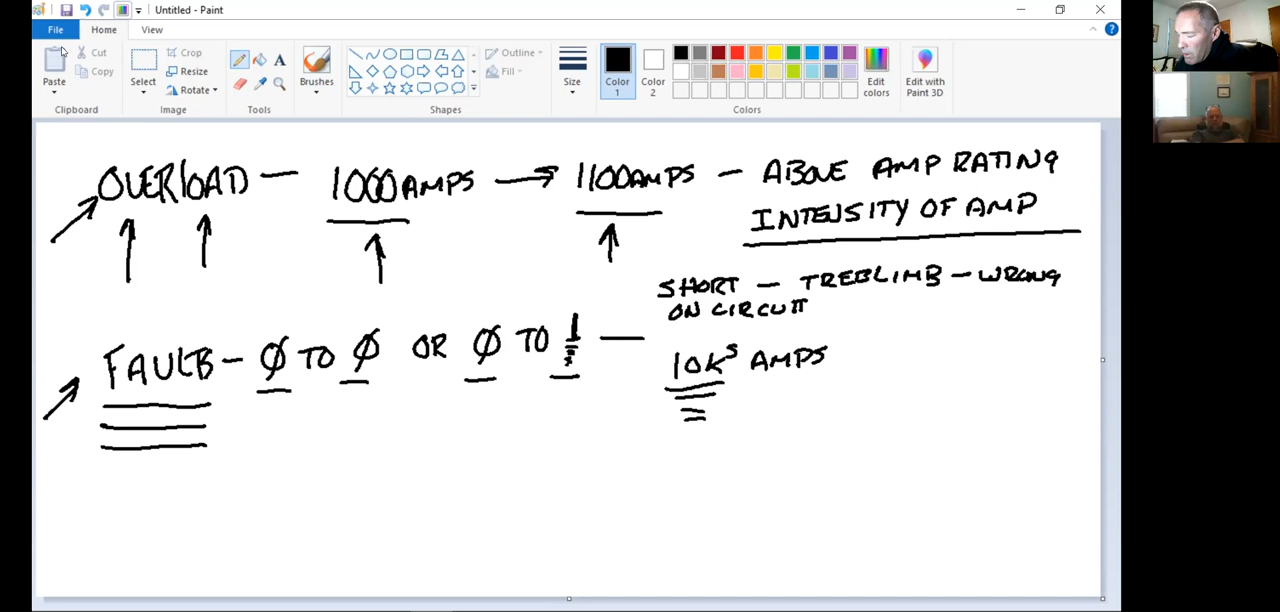 Untitled - Paint
File Home View
Paste
Cut
Copy
Clipboard
Select
Crop
Resize
Rotate
Image
A
Tools
Brushes
Outline
Fill
Shapes
Size
Color 1
Color 2
Edit colors
Edit with Paint 3D
Colors
OVERLOAD — 1000AMPS → 1100AMPS — ABOVE AMP RATING
INTENSITY OF AMP
SHORT — TREELIMB — WRONG
ON CIRCUIT
FAULTS — Ø TO Ø OR Ø TO ⏚ —
10K^S AMPS